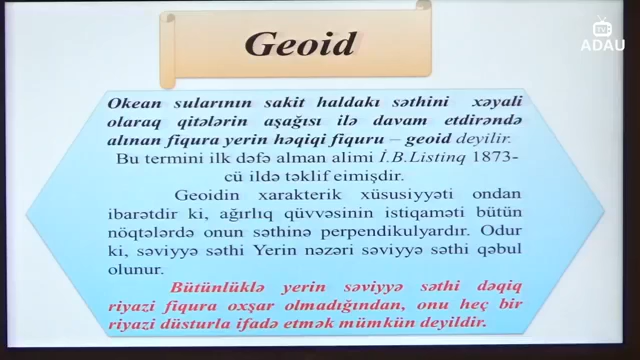 Geoid
TV
ADAU
Okean sularının sakit haldakı səthini xəyali
olaraq qitələrin aşağısı ilə davam etdirəndə
alınan fiqura yerin həqiqi fiquru – geoid deyilir.
Bu termini ilk dəfə alman alimi İ.B.Listinq 1873-
cü ildə təklif eimişdir.
Geoidin xarakterik xüsusiyyəti ondan
ibarətdir ki, ağırlıq qüvvəsinin istiqaməti bütün
nöqtələrdə onun səthinə perpendikulyardır. Odur
ki, səviyyə səthi Yerin nəzəri səviyyə səthi qəbul
olunur.
Bütünlüklə yerin səviyyə səthi dəqiq
riyazi fiqura oxşar olmadığından, onu heç bir
riyazi düsturla ifadə etmək mümkün deyildir.